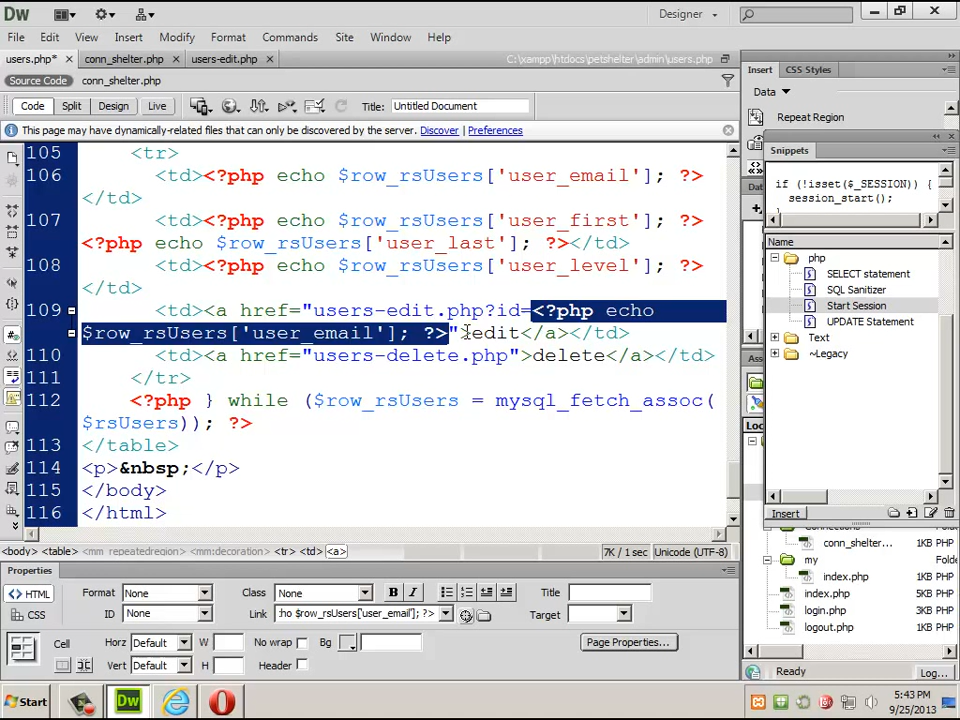 Dw Designer
File Edit View Insert Modify Format Commands Site Window Help
users.php* × conn_shelter.php × users-edit.php × C:\xampp\htdocs\petshelter\admin\users.php
Source Code conn_shelter.php
Code Split Design Live Title: Untitled Document
This page may have dynamically-related files that can only be discovered by the server. Discover | Preferences
105 <tr>
106 <td><?php echo $row_rsUsers['user_email']; ?>
</td>
107 <td><?php echo $row_rsUsers['user_first']; ?>
<?php echo $row_rsUsers['user_last']; ?></td>
108 <td><?php echo $row_rsUsers['user_level']; ?>
</td>
109 <td><a href="users-edit.php?id=<?php echo
$row_rsUsers['user_email']; ?>">edit</a></td>
110 <td><a href="users-delete.php">delete</a></td>
111 </tr>
112 <?php } while ($row_rsUsers = mysql_fetch_assoc(
$rsUsers)); ?>
113 </table>
114 <p>&nbsp;</p>
115 </body>
116 </html>
<body> <table> <mm:repeatedregion> <mm:decoration> <tr> <td> <a> 7K / 1 sec Unicode (UTF-8)
Properties
HTML Format None Class None B I Title
CSS ID None Link :ho $row_rsUsers['user_email']; ?> Target
Cell Horz Default W No wrap Bg Page Properties...
Vert Default H Header
Insert CSS Styles
Data
Repeat Region
Snippets
if (!isset($_SESSION)) {
session_start();
Name
php
SELECT statement
SQL Sanitizer
Start Session
UPDATE Statement
Text
~Legacy
Insert
conn_shelter... 1KB PHP
my Folde
index.php 1KB PHP
index.php 1KB PHP
login.php 1KB PHP
logout.php 1KB PHP
Ready Log...
Start Dw 5:43 PM
9/25/2013